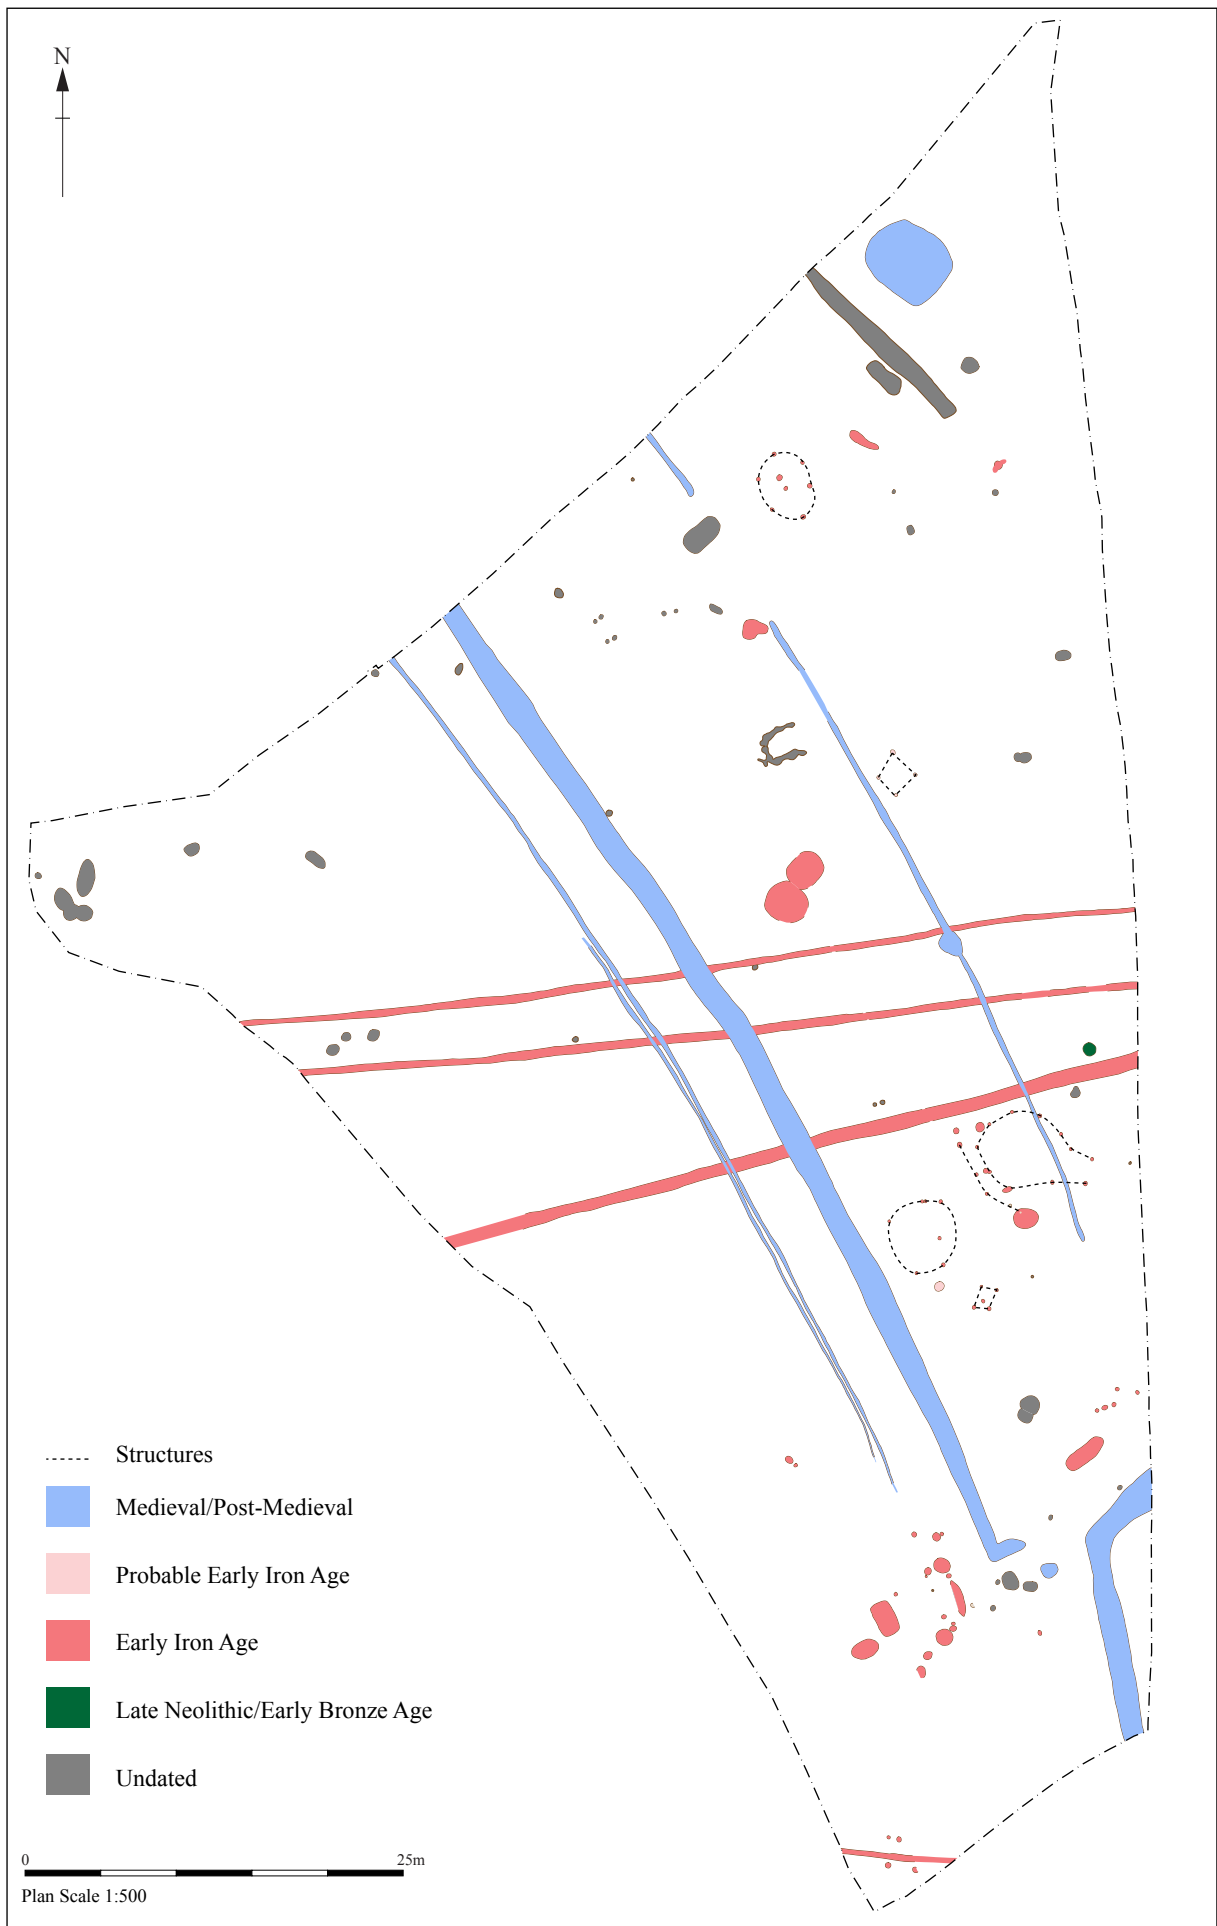 N
Structures
Medieval/Post-Medieval
Probable Early Iron Age
Early Iron Age
Late Neolithic/Early Bronze Age
Undated
0 25m
Plan Scale 1:500